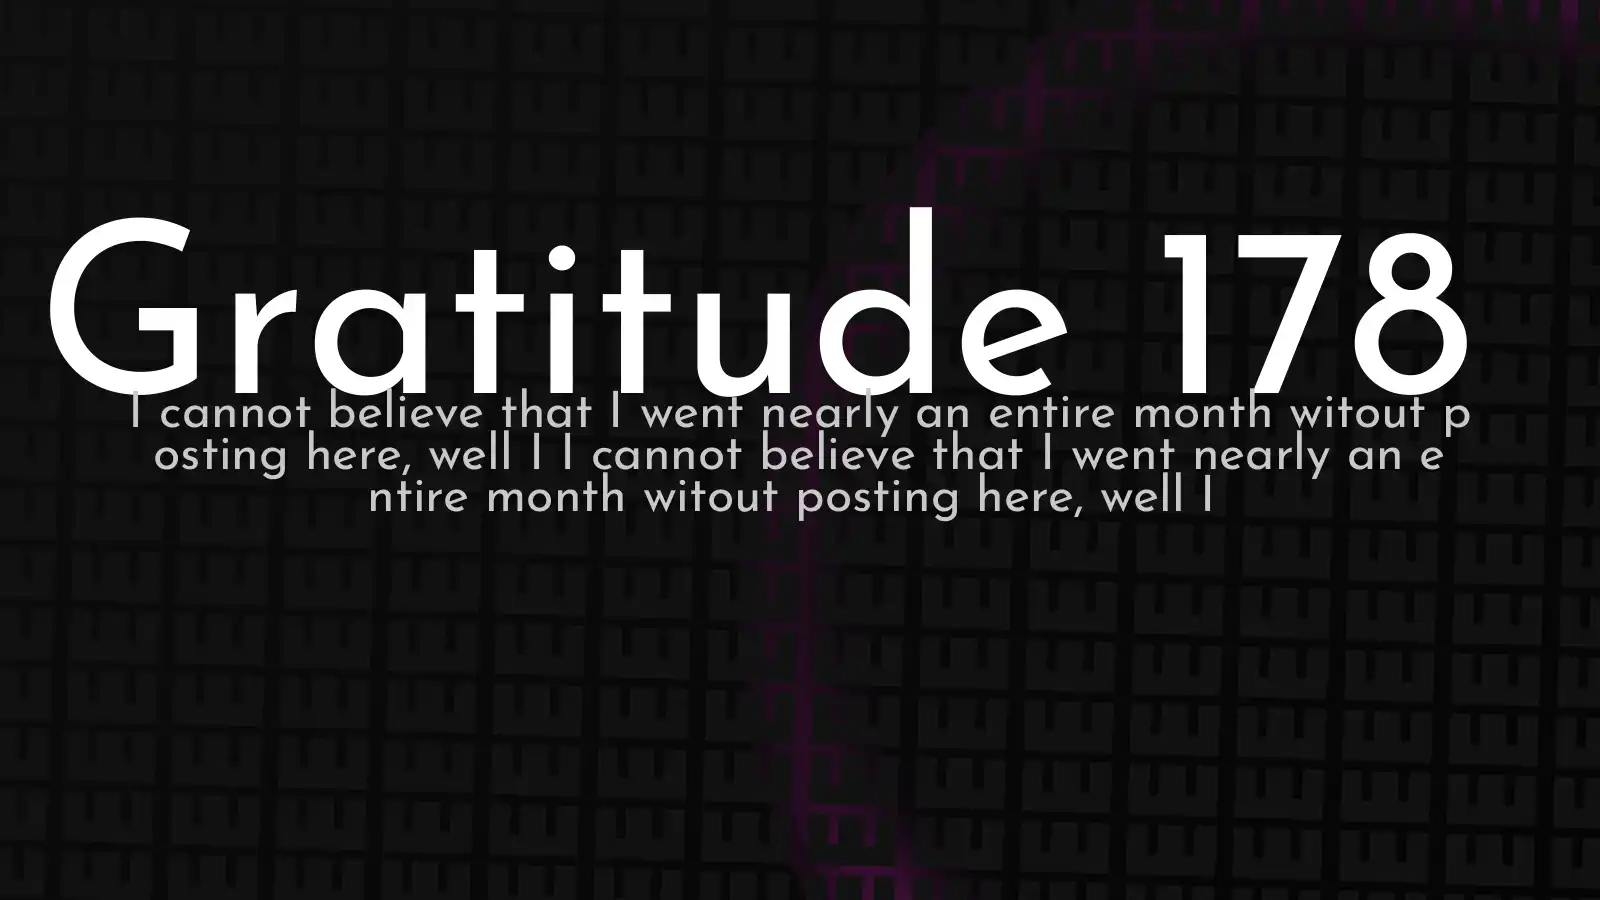 Gratitude 178
I cannot believe that I went nearly an entire month witout p
osting here, well I I cannot believe that I went nearly an e
ntire month witout posting here, well I